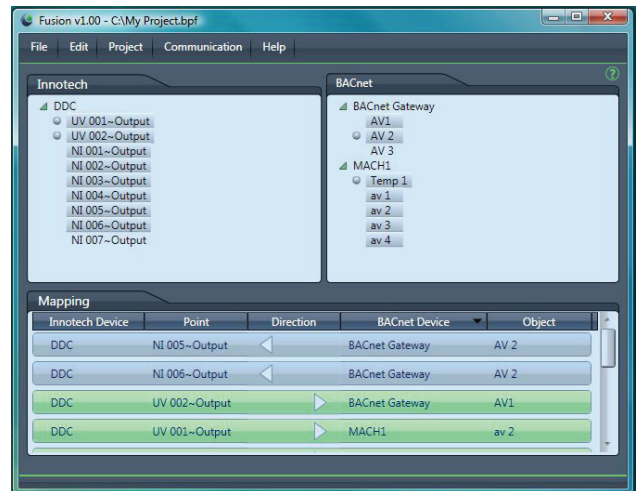 Fusion v1.00 - C:\My Project.bpf
File Edit Project Communication Help
?
Innotech
DDC
UV 001~Output
UV 002~Output
NI 001~Output
NI 002~Output
NI 003~Output
NI 004~Output
NI 005~Output
NI 006~Output
NI 007~Output
BACnet
BACnet Gateway
AV1
AV 2
AV 3
MACH1
Temp 1
av 1
av 2
av 3
av 4
Mapping
Innotech Device Point Direction BACnet Device Object
DDC NI 005~Output BACnet Gateway AV 2
DDC NI 006~Output BACnet Gateway AV 2
DDC UV 002~Output BACnet Gateway AV1
DDC UV 001~Output MACH1 av 2